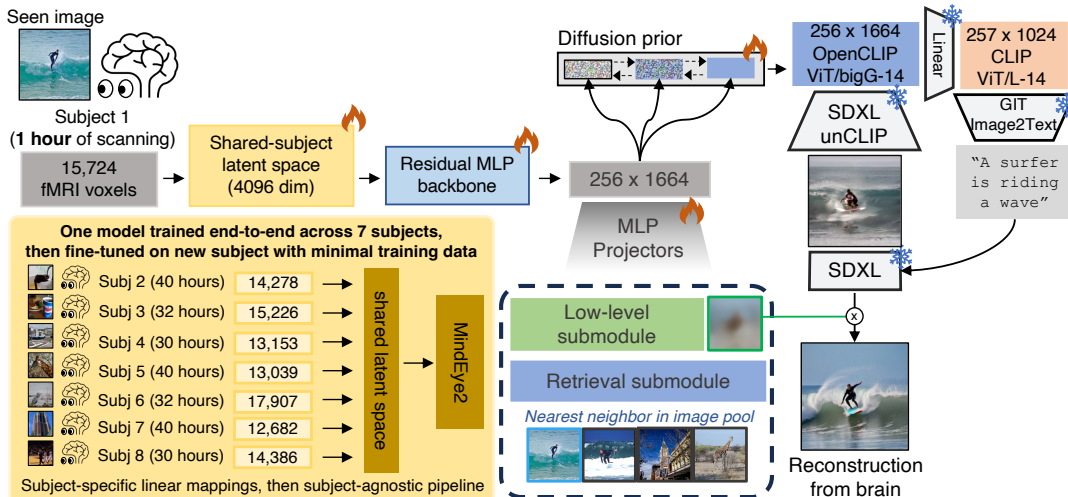 Seen image
Subject 1
(1 hour of scanning)
15,724
fMRI voxels
Shared-subject
latent space
(4096 dim)
Residual MLP
backbone
256 x 1664
MLP
Projectors
Diffusion prior
256 x 1664
OpenCLIP
ViT/bigG-14
Linear
257 x 1024
CLIP
ViT/L-14
SDXL
unCLIP
GIT
Image2Text
“A surfer
is riding
a wave”
SDXL
x
Reconstruction
from brain
One model trained end-to-end across 7 subjects,
then fine-tuned on new subject with minimal training data
Subj 2 (40 hours) 14,278
Subj 3 (32 hours) 15,226
Subj 4 (30 hours) 13,153
Subj 5 (40 hours) 13,039
Subj 6 (32 hours) 17,907
Subj 7 (40 hours) 12,682
Subj 8 (30 hours) 14,386
shared latent space
MindEye2
Subject-specific linear mappings, then subject-agnostic pipeline
Low-level
submodule
Retrieval submodule
Nearest neighbor in image pool